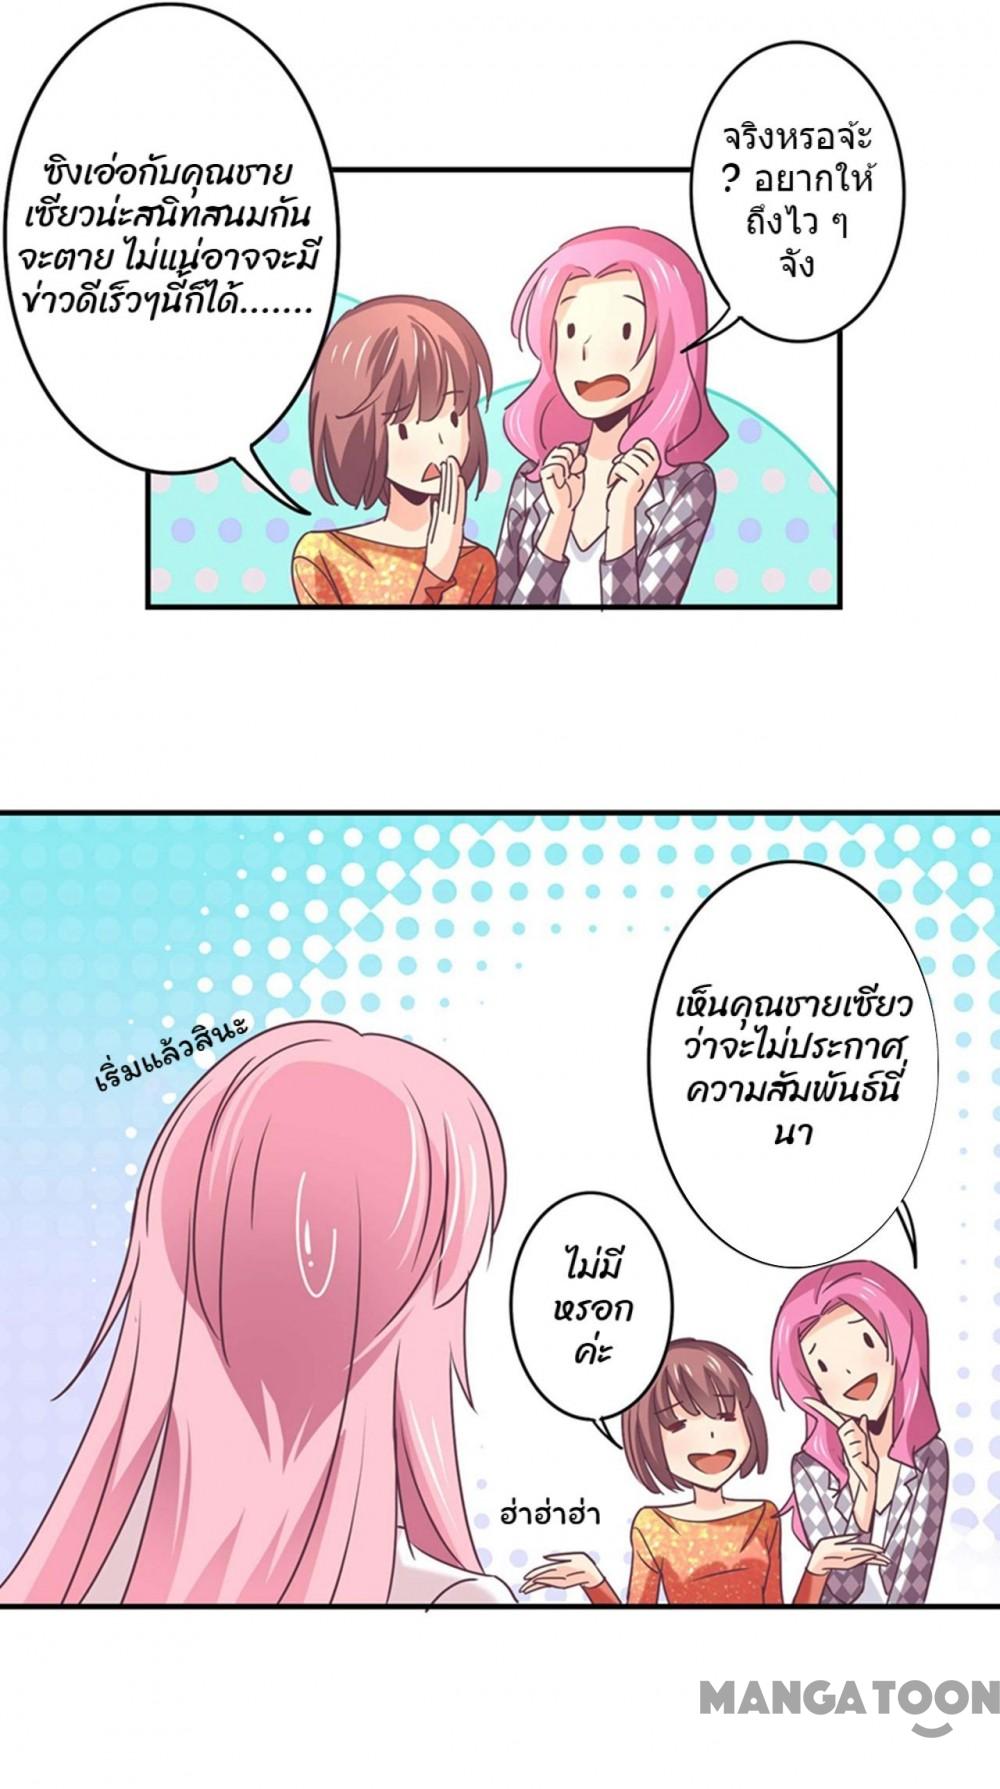 ซิงเอ่อกับคุณชาย
เซียวน่ะสนิทสนมกัน
จะตาย ไม่แน่อาจจะมี
ข่าวดีเร็วๆนี้ก็ได้.......
จริงหรอจ้ะ
? อยากให้
ถึงไว ๆ
จัง
เริ่มแล้วสินะ
เห็นคุณชายเซียว
ว่าจะไม่ประกาศ
ความสัมพันธ์นี่
นา
ไม่มี
หรอก
ค่ะ
ฮ่าฮ่าฮ่า
MANGATOON